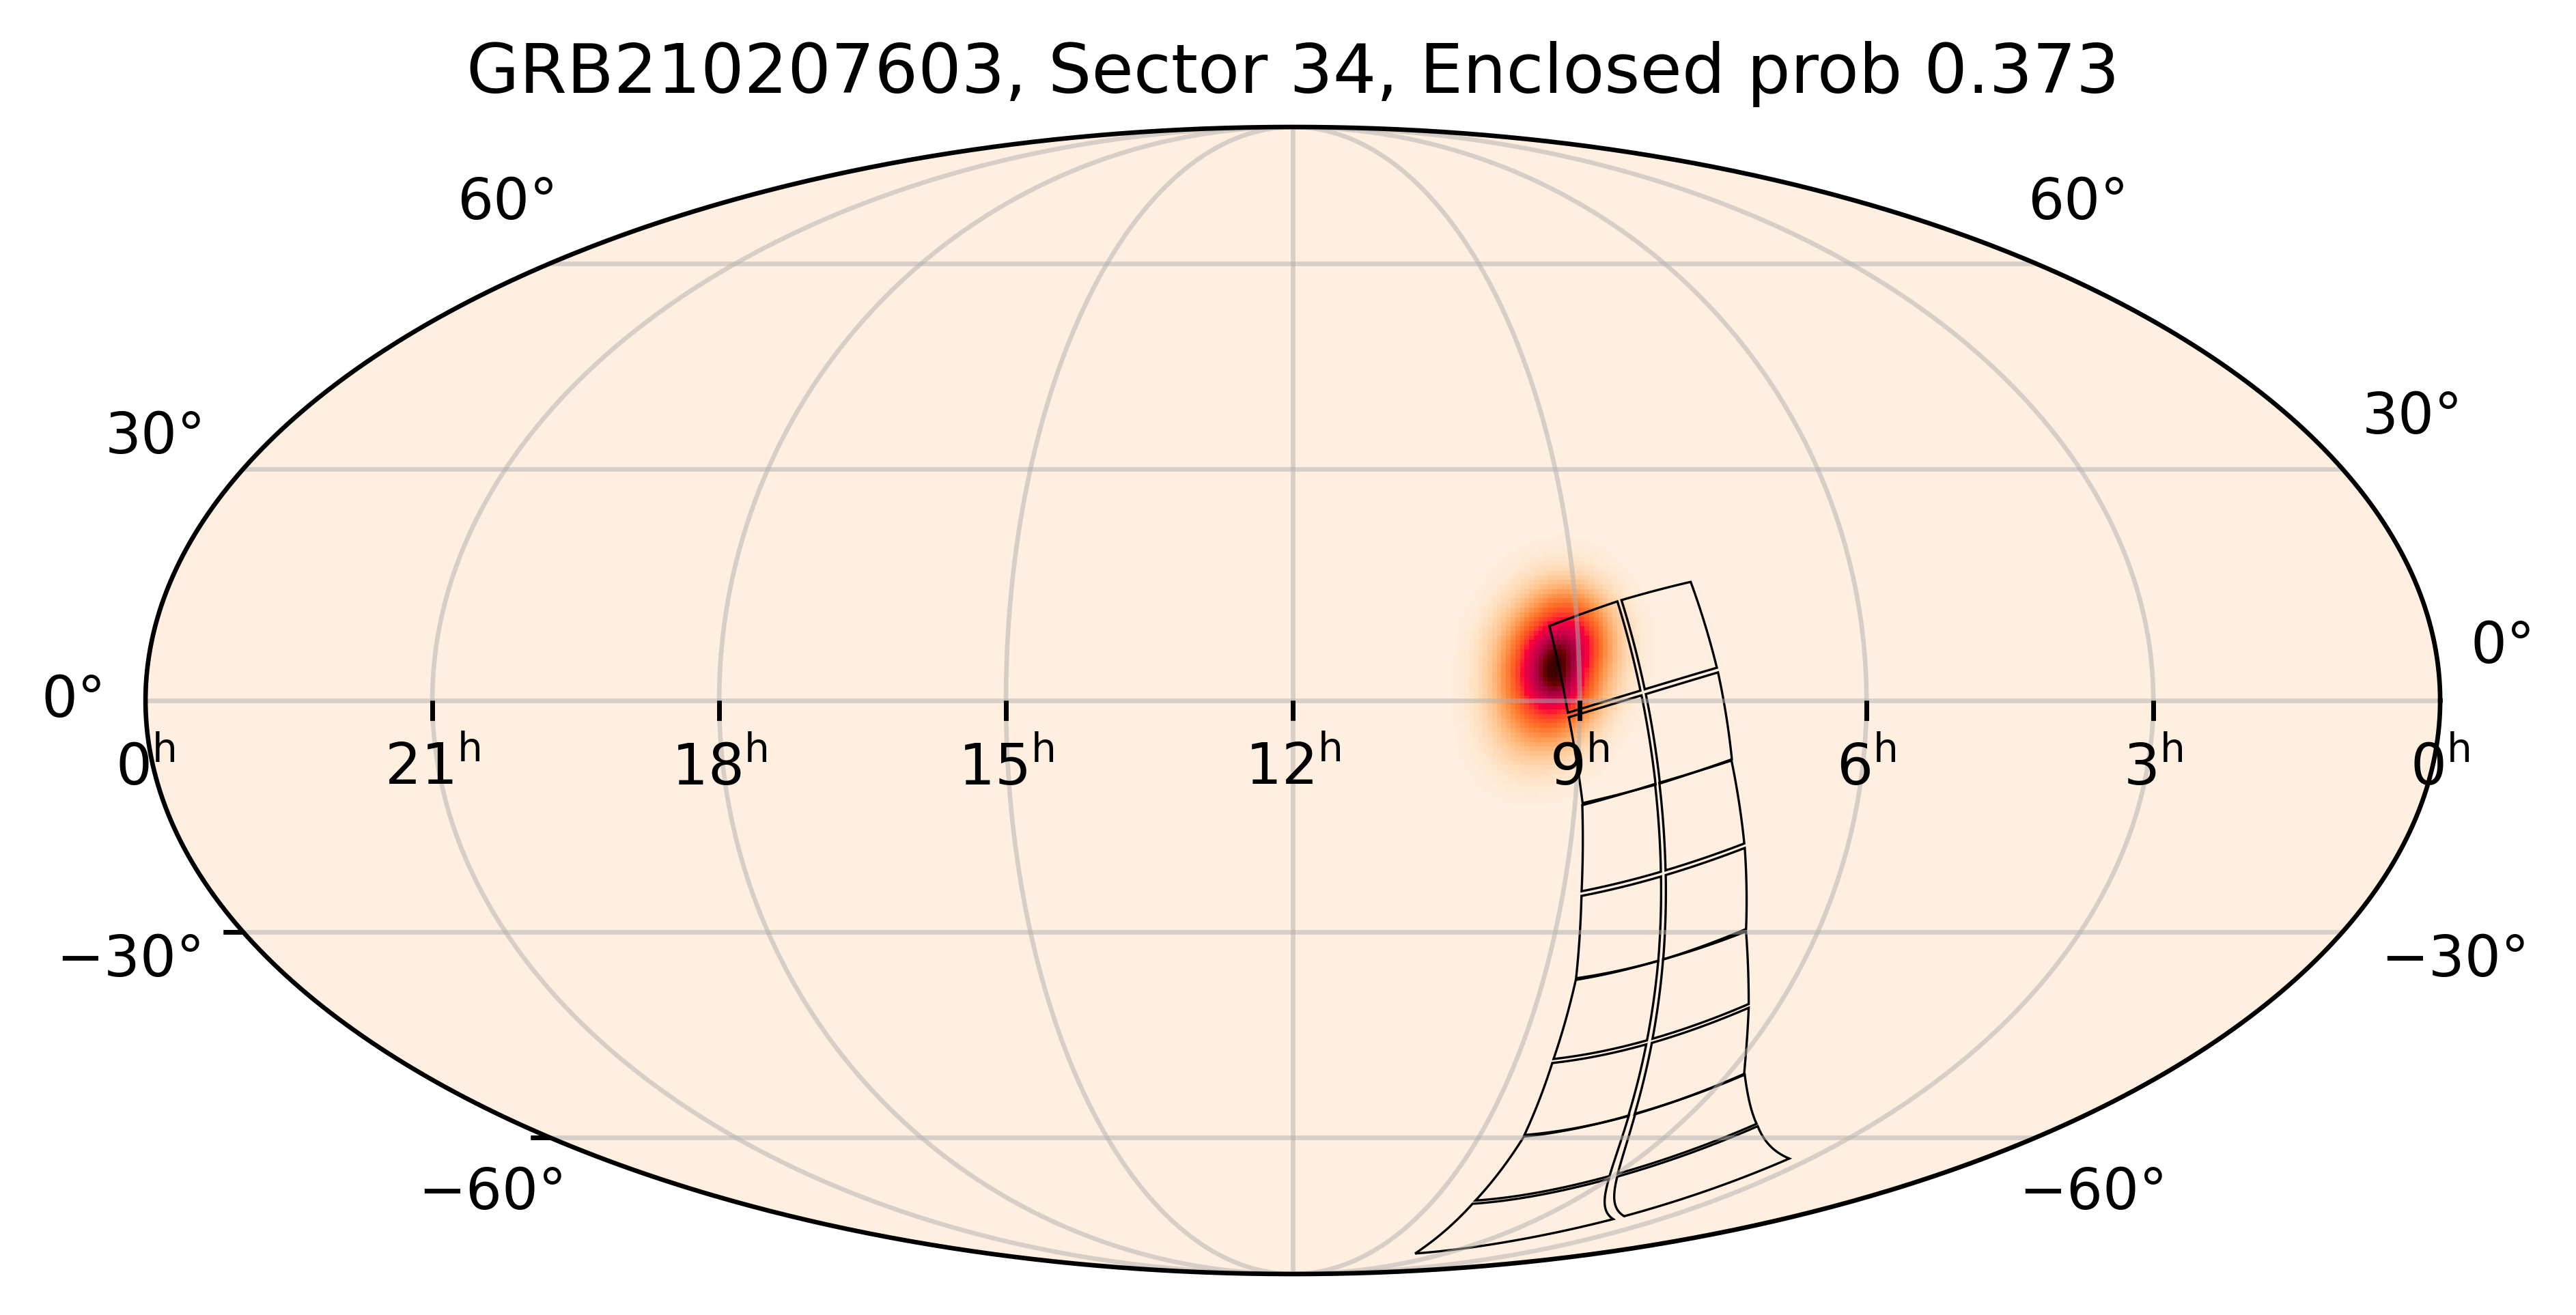 GRB210207603, Sector 34, Enclosed prob 0.373
60° 60°
30° 30°
0° 0°
0h 21h 18h 15h 12h 9h 6h 3h 0h
−30° −30°
−60° −60°